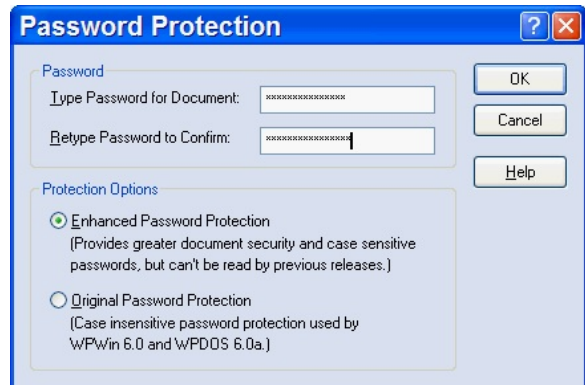 Password Protection
Password
Type Password for Document:
×××××××××××××××
Retype Password to Confirm:
××××××××××××××××
OK
Cancel
Help
Protection Options
Enhanced Password Protection
(Provides greater document security and case sensitive
passwords, but can't be read by previous releases.)
Original Password Protection
(Case insensitive password protection used by
WPWin 6.0 and WPDOS 6.0a.)